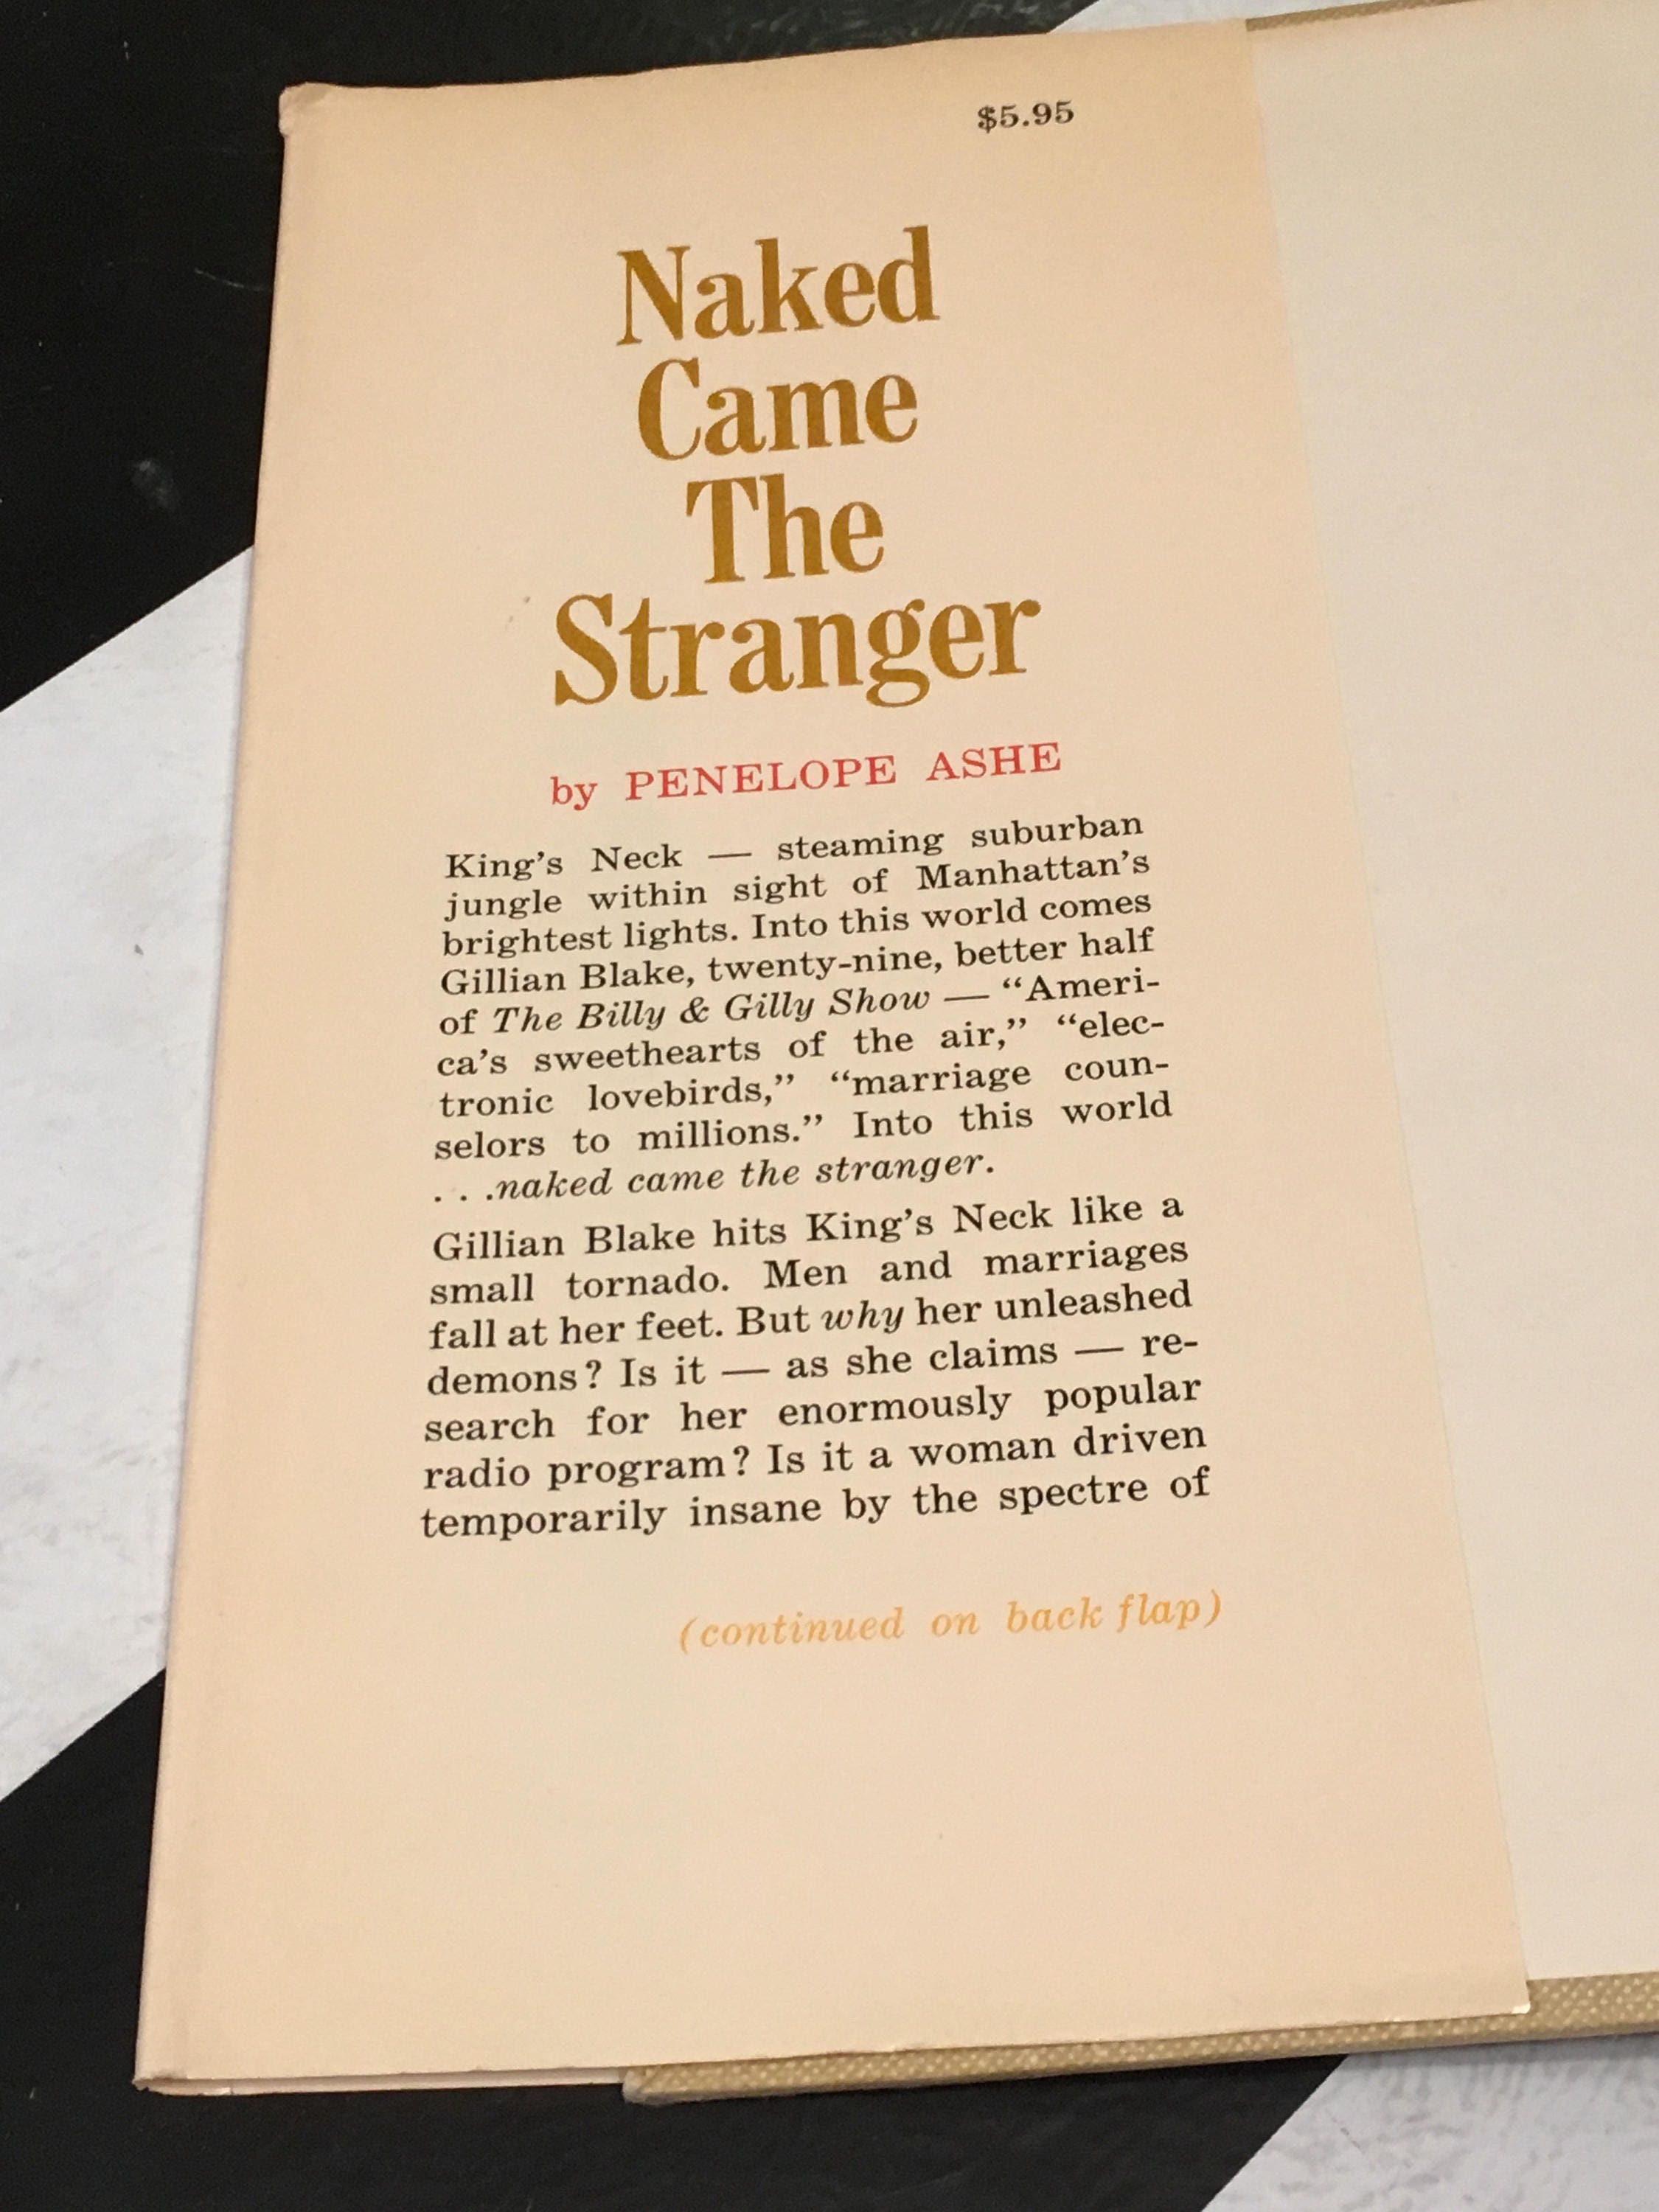 $5.95
Naked
Came
The
Stranger
by PENELOPE ASHE
King's Neck — steaming suburban
jungle within sight of Manhattan's
brightest lights. Into this world comes
Gillian Blake, twenty-nine, better half
of The Billy & Gilly Show — “Ameri-
ca's sweethearts of the air,” “elec-
tronic lovebirds,” “marriage coun-
selors to millions.” Into this world
. . .naked came the stranger.
Gillian Blake hits King's Neck like a
small tornado. Men and marriages
fall at her feet. But why her unleashed
demons? Is it — as she claims — re-
search for her enormously popular
radio program? Is it a woman driven
temporarily insane by the spectre of
(continued on back flap)